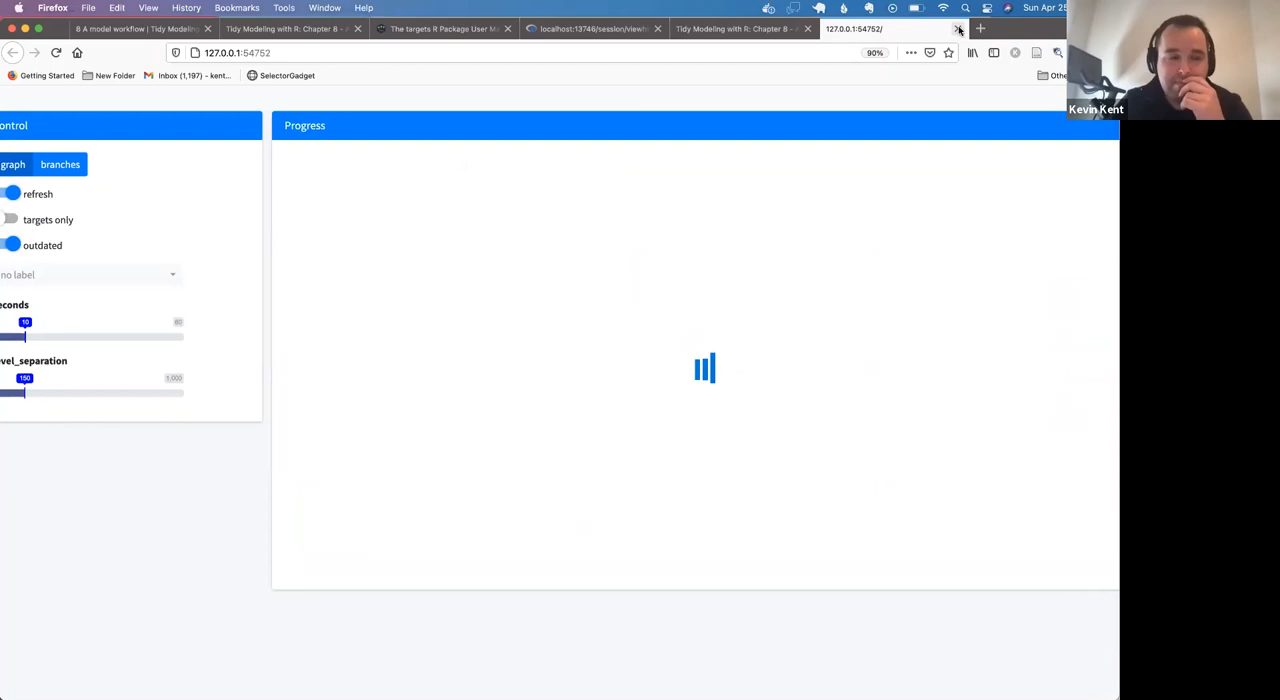 Firefox File Edit View History Bookmarks Tools Window Help Sun Apr 25
8 A model workflow | Tidy Modeling Tidy Modeling with R: Chapter 8 - The targets R Package User M localhost:13746/session/view Tidy Modeling with R: Chapter 8 - 127.0.0.1:54752/
127.0.0.1:54752 90%
Getting Started New Folder Inbox (1,197) - kent... SelectorGadget Oth
Kevin Kent
ontrol Progress
graph branches
refresh
targets only
outdated
no label
econds
10 60
evel_separation
150 1,000